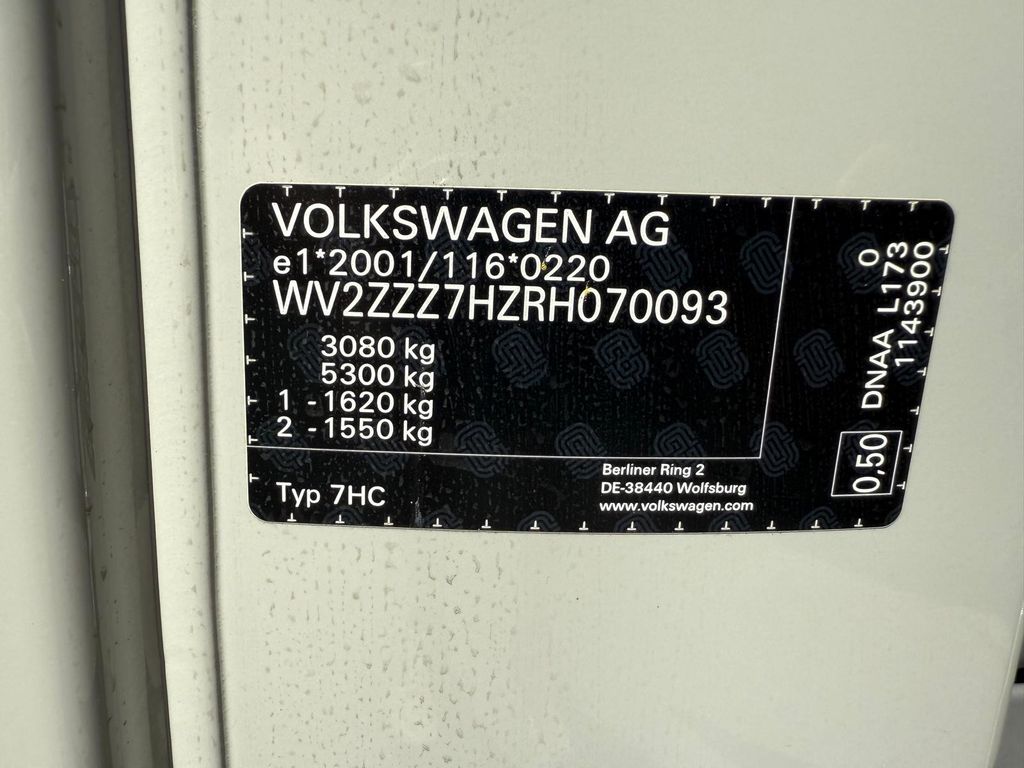 VOLKSWAGEN AG
e1*2001/116*0220
WV2ZZZ7HZRH070093
3080 kg
5300 kg
1 - 1620 kg
2 - 1550 kg
Typ 7HC
Berliner Ring 2
DE-38440 Wolfsburg
www.volkswagen.com
0,50
DNAA L173 0
1143900